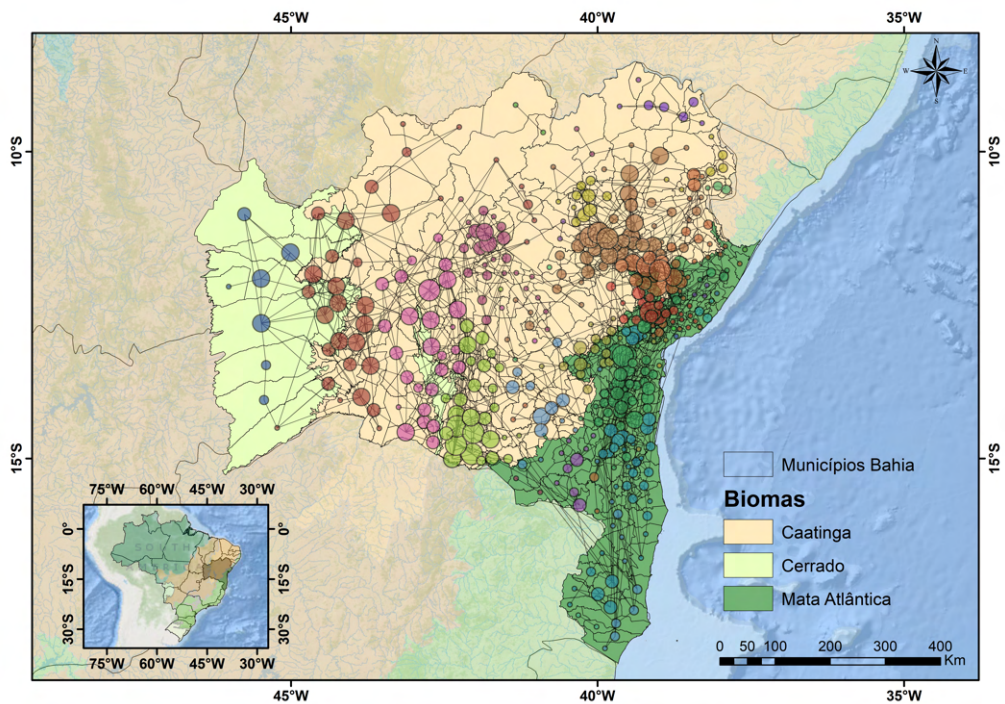 45°W 40°W 35°W
N
W E
S
10°S 10°S
15°S 15°S
Municípios Bahia
Biomas
Caatinga
Cerrado
Mata Atlântica
75°W 60°W 45°W 30°W
0° 0°
15°S 15°S
30°S 30°S
75°W 60°W 45°W 30°W
0 50 100 200 300 400
Km
45°W 40°W 35°W